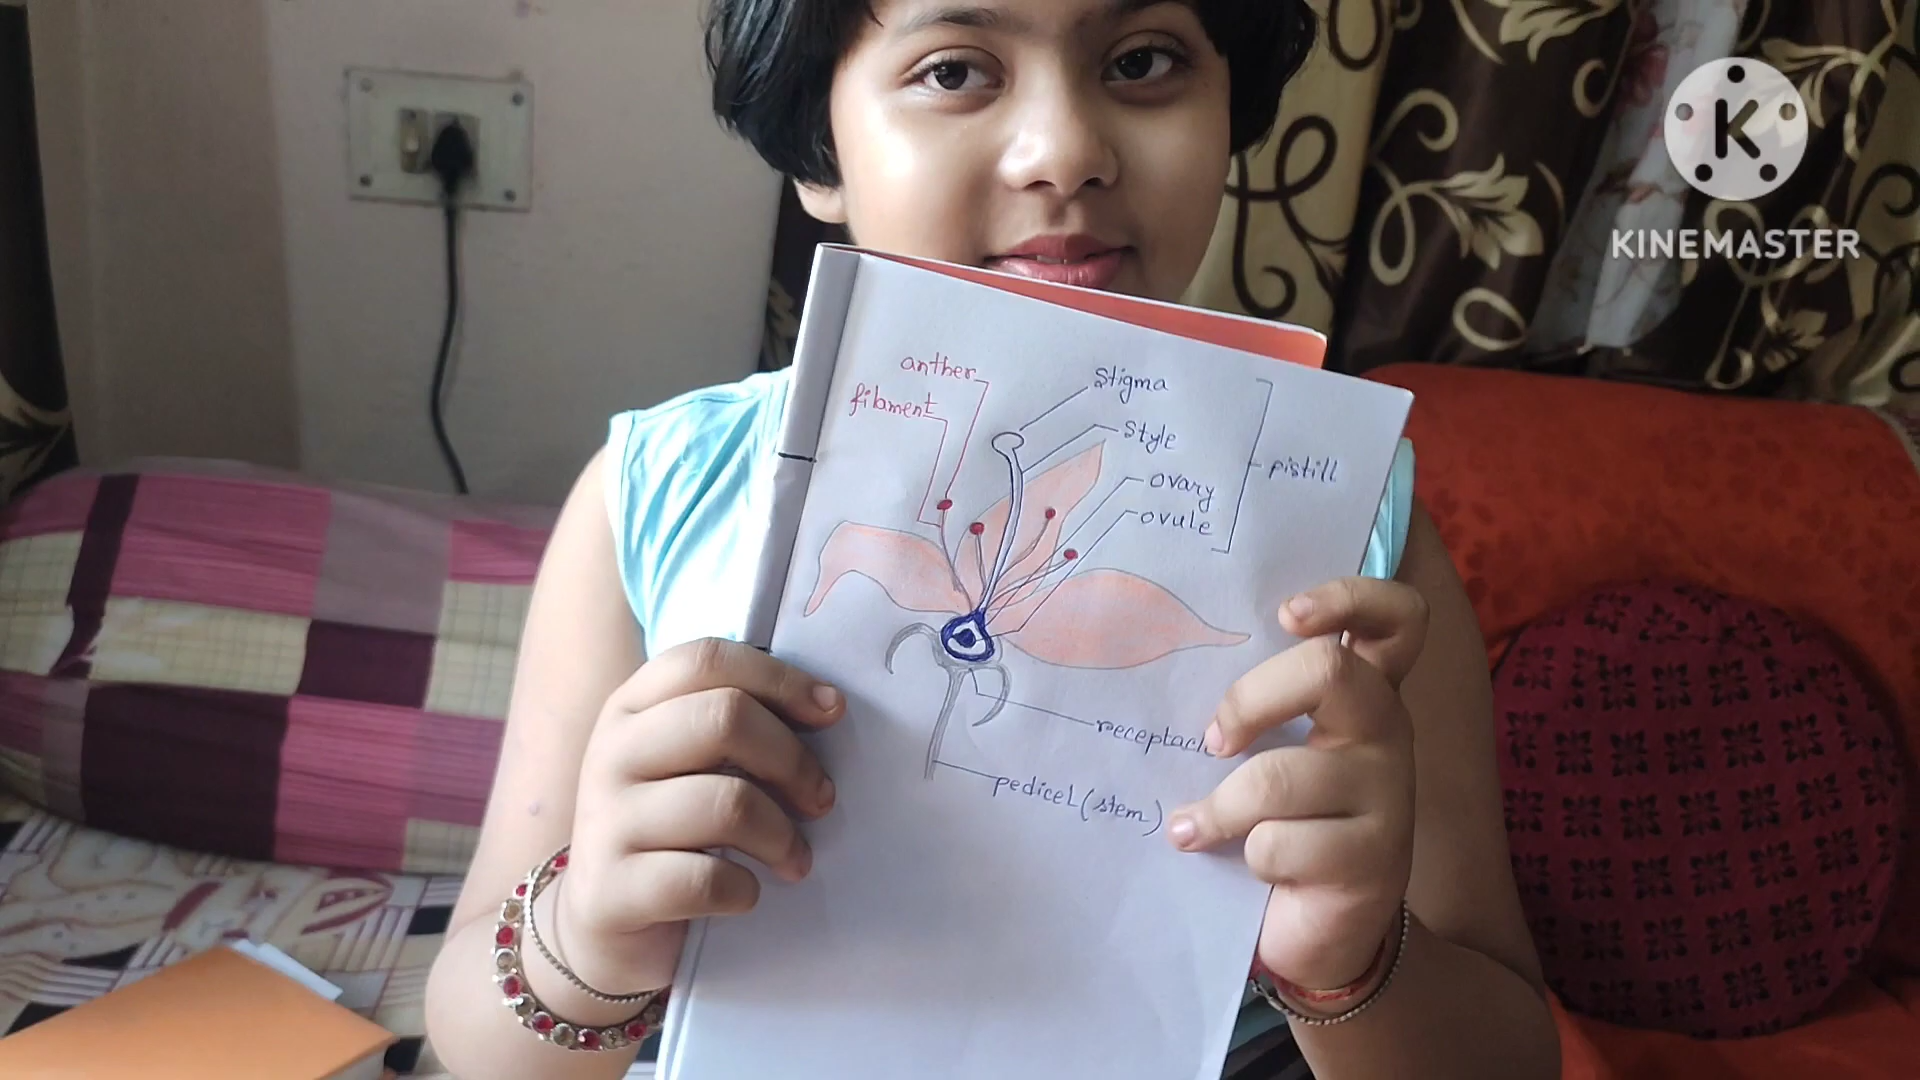 anther
filament
Stigma
Style
ovary
ovule
pistill
receptacle
pedicel (stem)
KINEMASTER